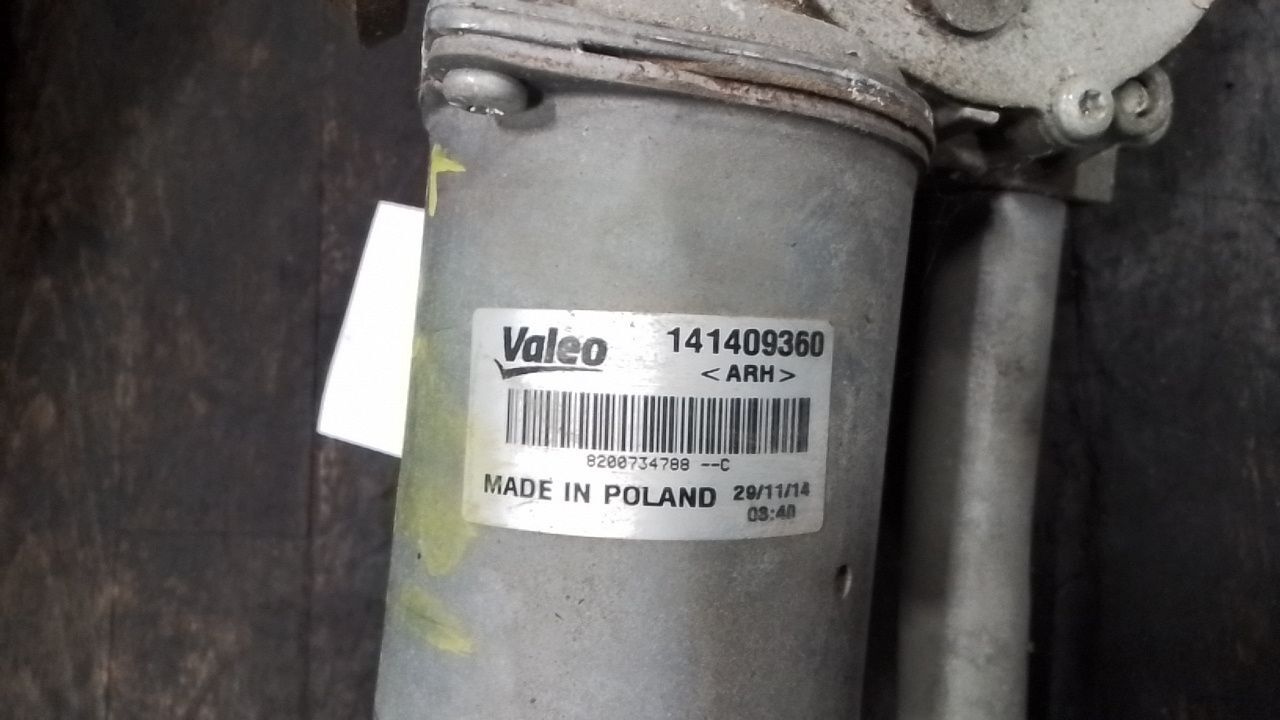 Valeo 141409360
<ARH>
8200734788 --C
MADE IN POLAND 29/11/14
03:40